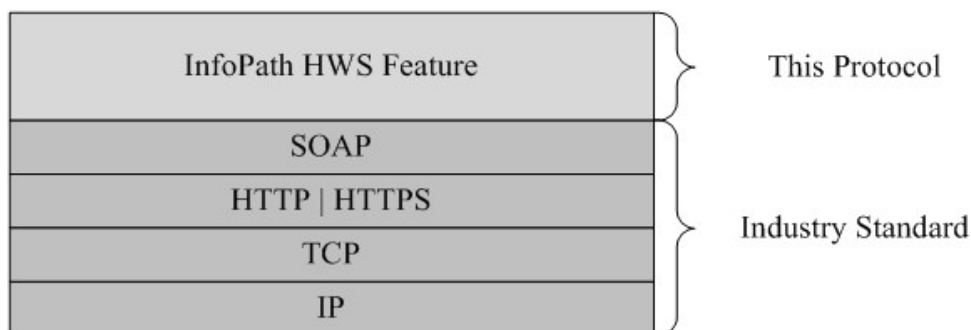 InfoPath HWS Feature
This Protocol
SOAP
HTTP | HTTPS
TCP
IP
Industry Standard